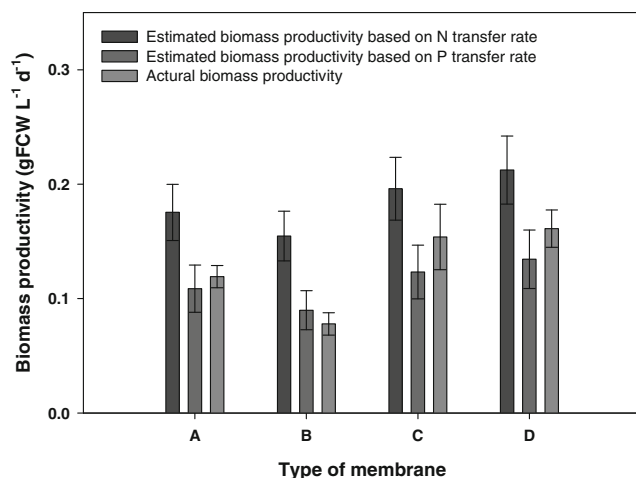 Estimated biomass productivity based on N transfer rate
Estimated biomass productivity based on P transfer rate
Actural biomass productivity
Biomass productivity (gFCW L⁻¹ d⁻¹)
0.3
0.2
0.1
0.0
A B C D
Type of membrane